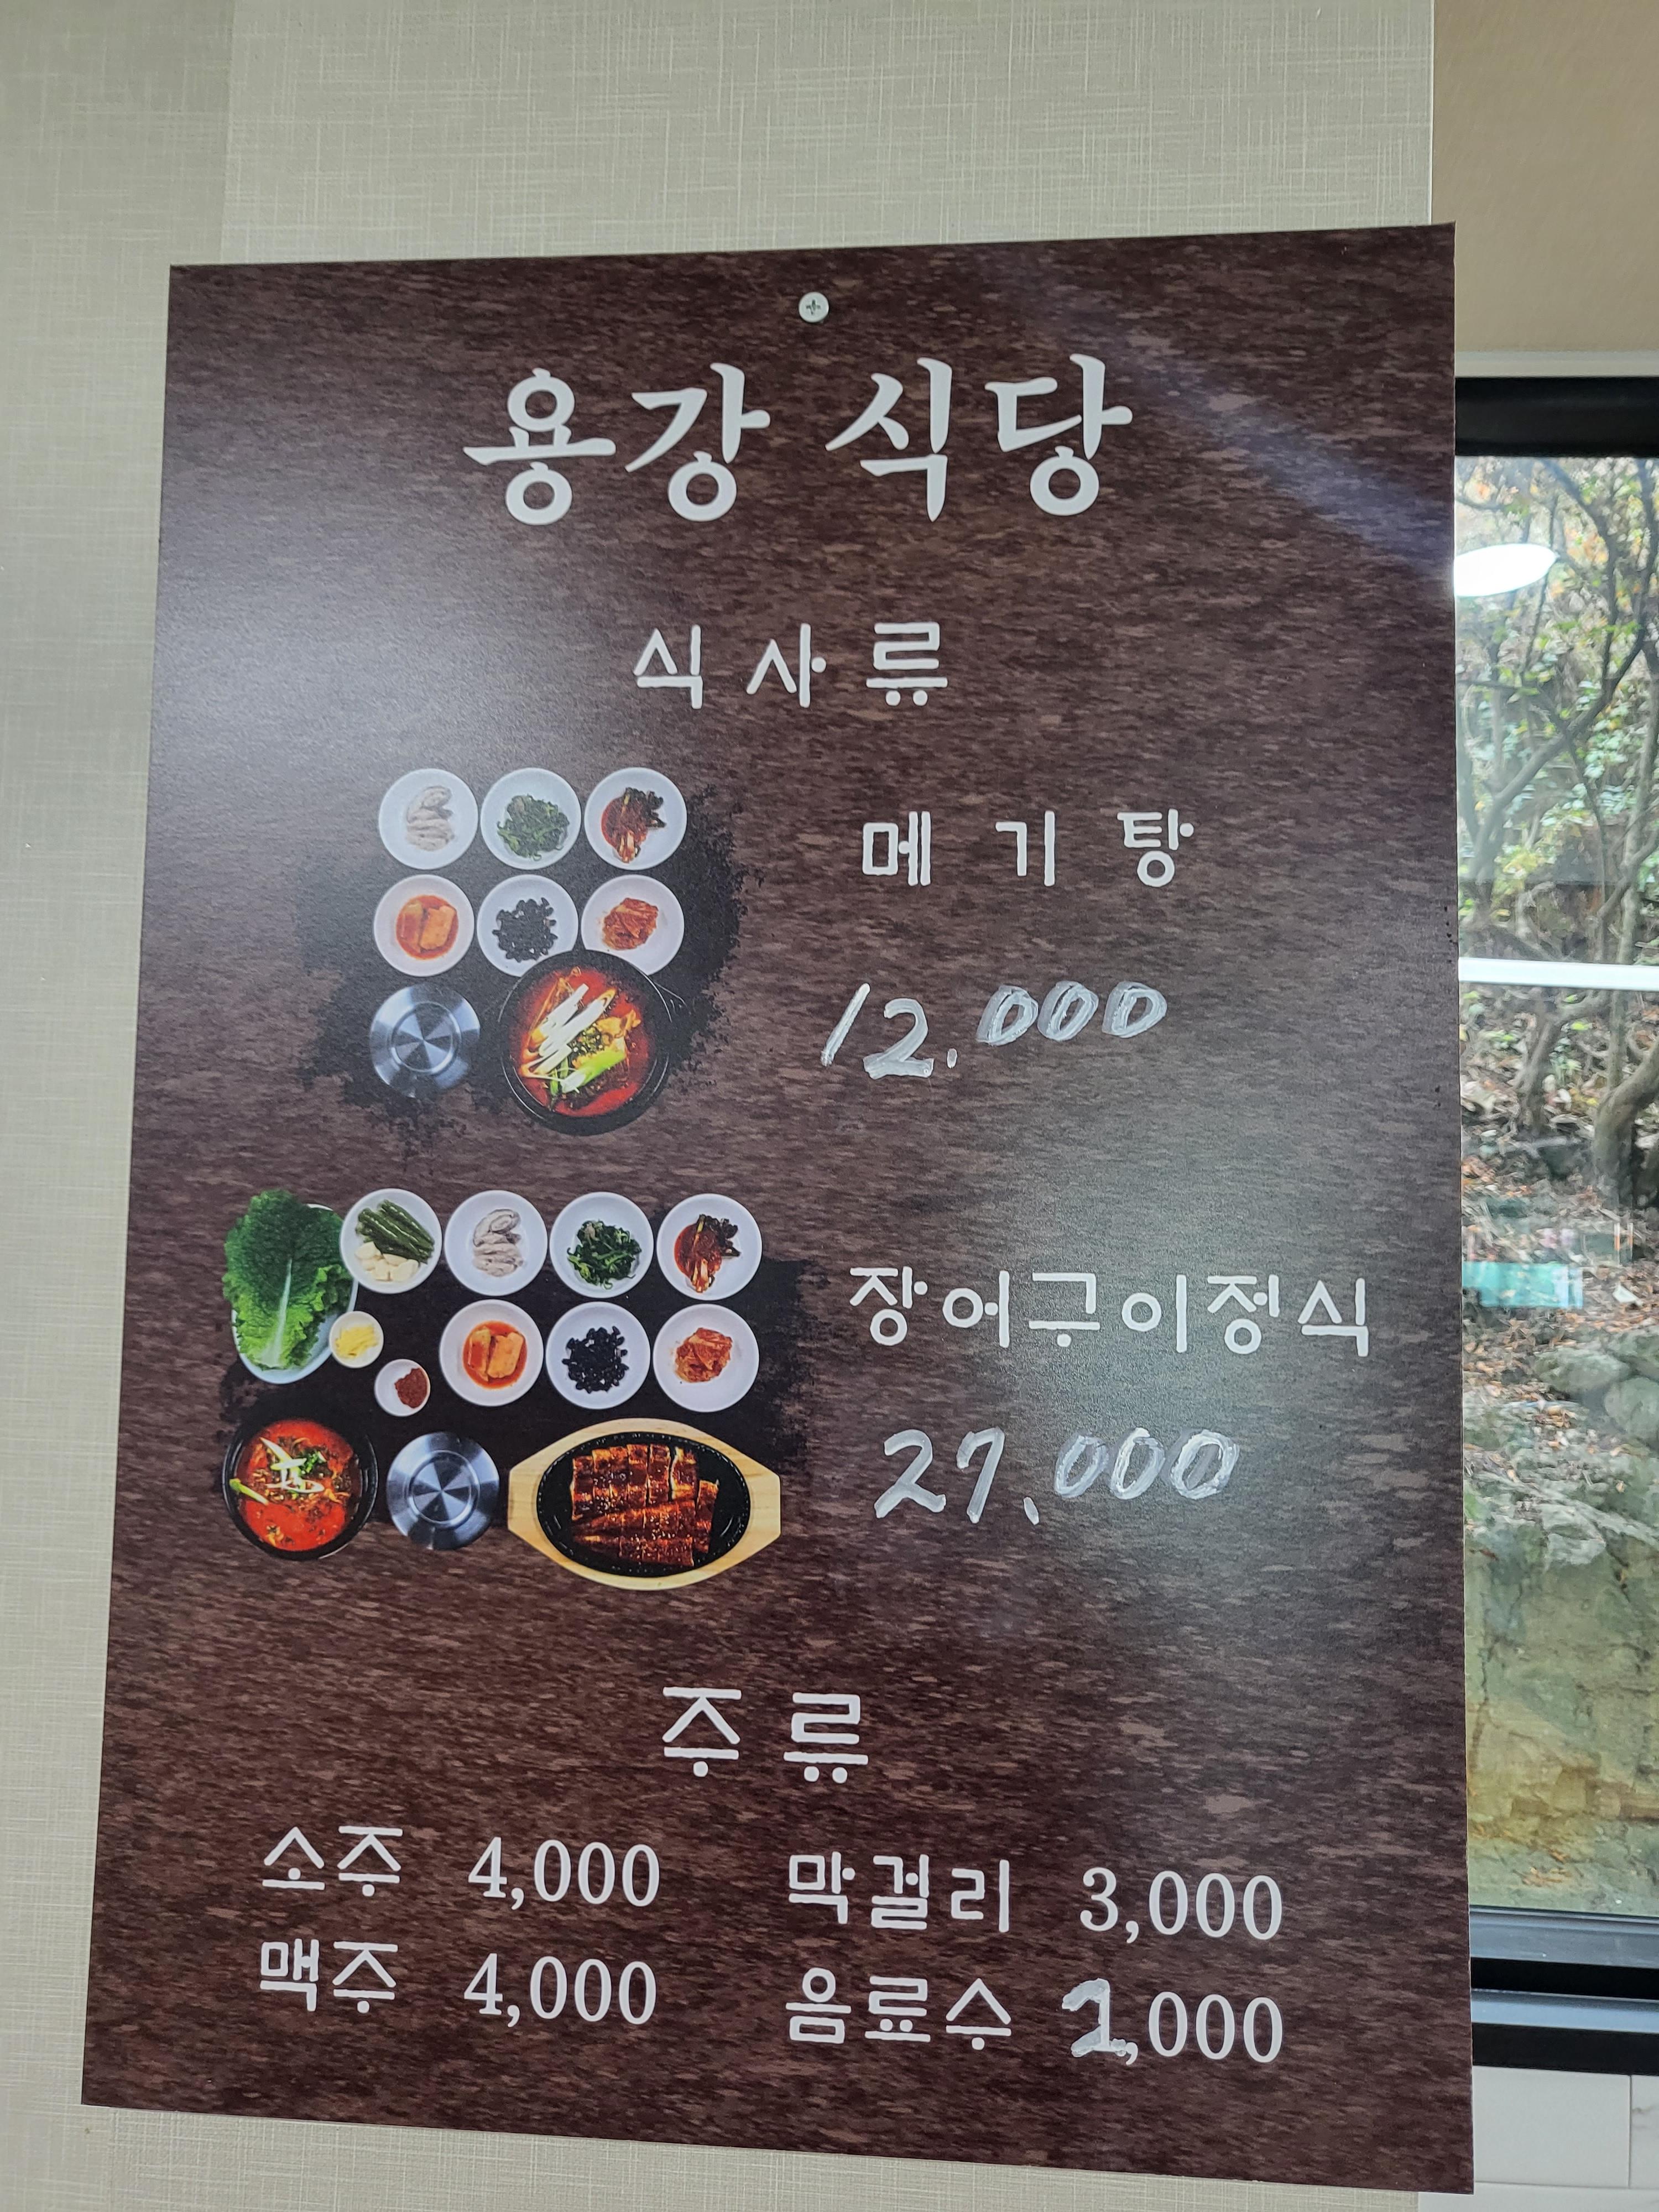 용강 식당
식사류
메기탕
12.000
장어구이정식
27.000
주류
소주 4,000 막걸리 3,000
맥주 4,000 음료수 2,000